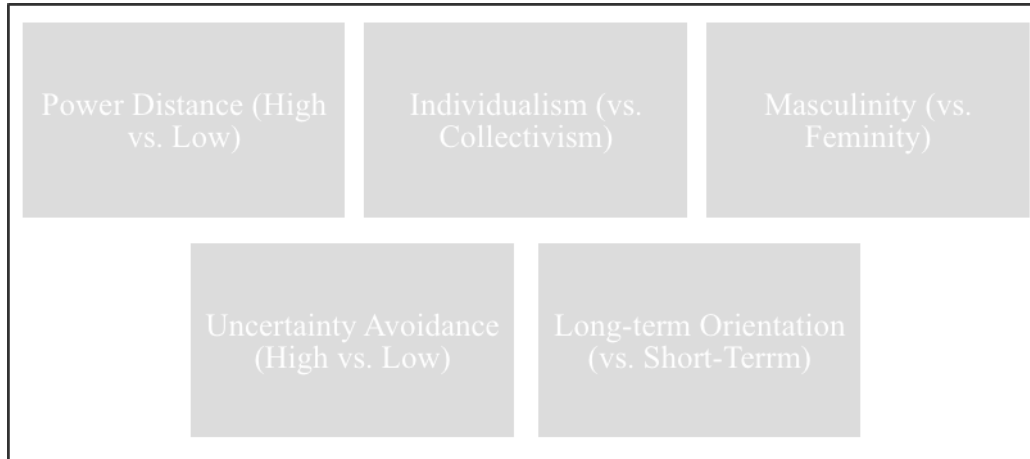 Power Distance (High
vs. Low)
Individualism (vs.
Collectivism)
Masculinity (vs.
Feminity)
Uncertainty Avoidance
(High vs. Low)
Long-term Orientation
(vs. Short-Terrm)